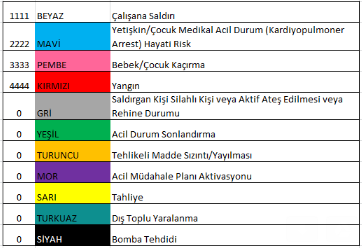 1111 BEYAZ Çalışana Saldırı
Yetişkin/Çocuk Medikal Acil Durum (Kardiyopulmoner
2222 MAVİ Arrest) Hayati Risk
3333 PEMBE Bebek/Çocuk Kaçırma
4444 KIRMIZI Yangın
Saldırgan Kişi Silahlı Kişi veya Aktif Ateş Edilmesi veya
0 GRİ Rehine Durumu
0 YEŞİL Acil Durum Sonlandırma
0 TURUNCU Tehlikeli Madde Sızıntı/Yayılması
0 MOR Acil Müdahale Planı Aktivasyonu
0 SARI Tahliye
0 TURKUAZ Dış Toplu Yaralanma
0 SİYAH Bomba Tehdidi